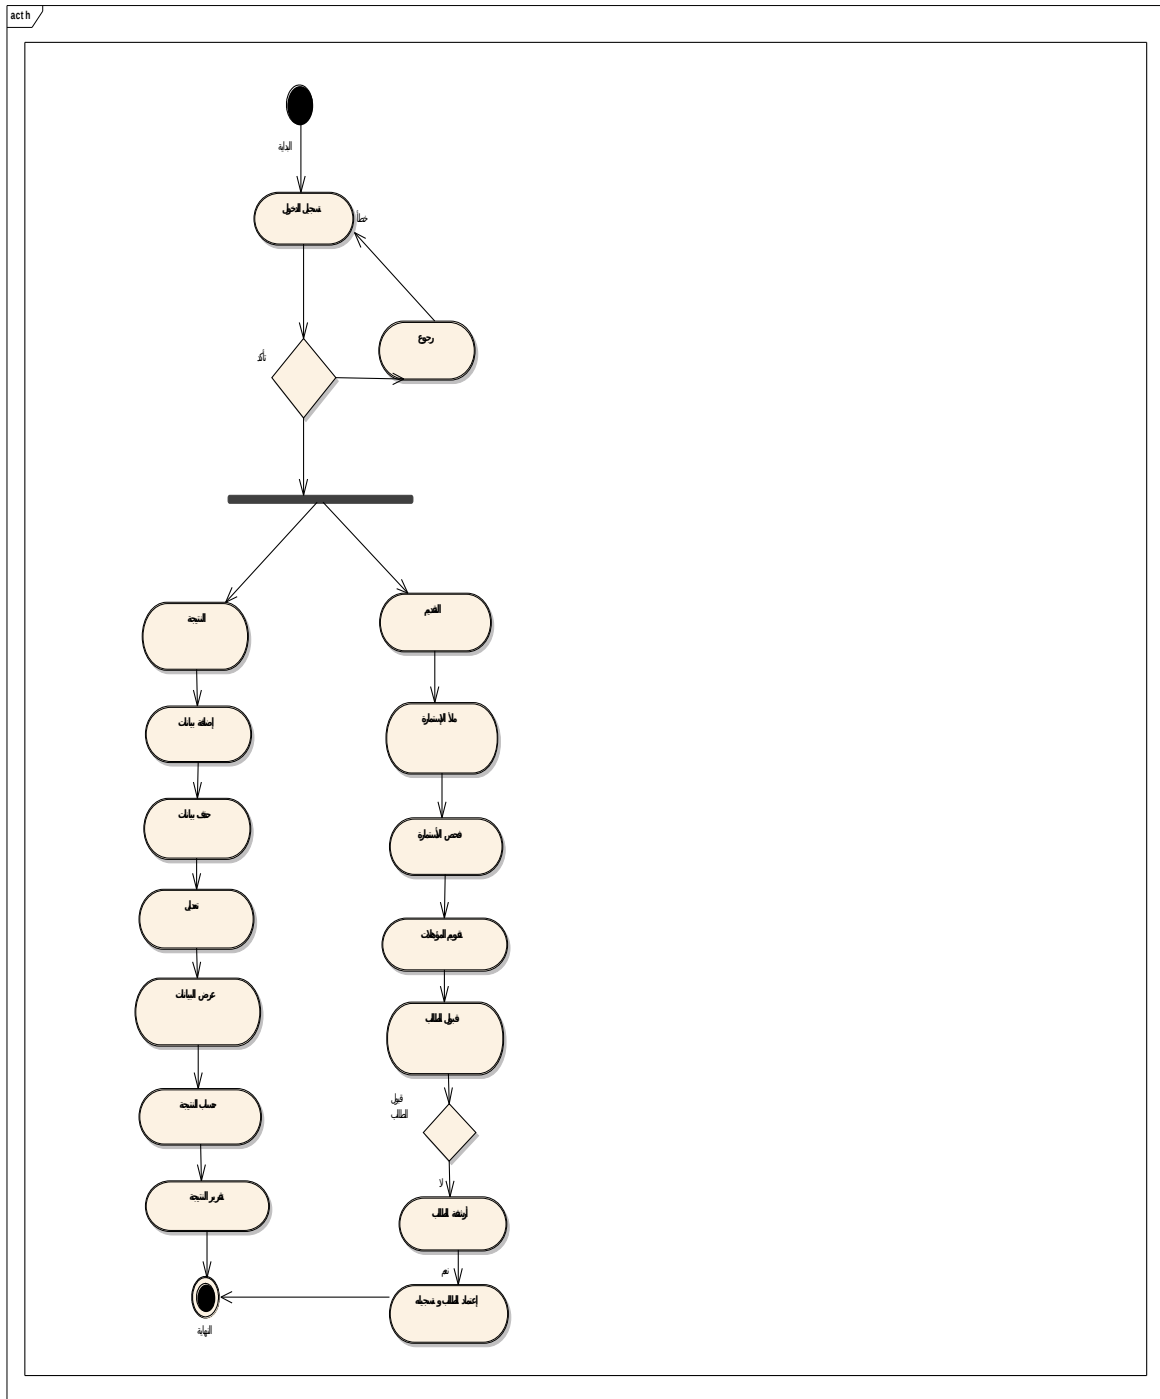 act h
البداية
تسجيل الدخول
خطأ
رجوع
تأكد
النتيجة
التقديم
إضافة بيانات
ملأ الإستمارة
حذف بيانات
فحص الأستمارة
تعديل
تقويم المؤهلات
عرض البيانات
قبول الطالب
حساب النتيجة
قبول
الطالب
تقرير النتيجة
لا
أرشفة الطالب
نعم
إعتماد الطالب و تسجيله
النهاية